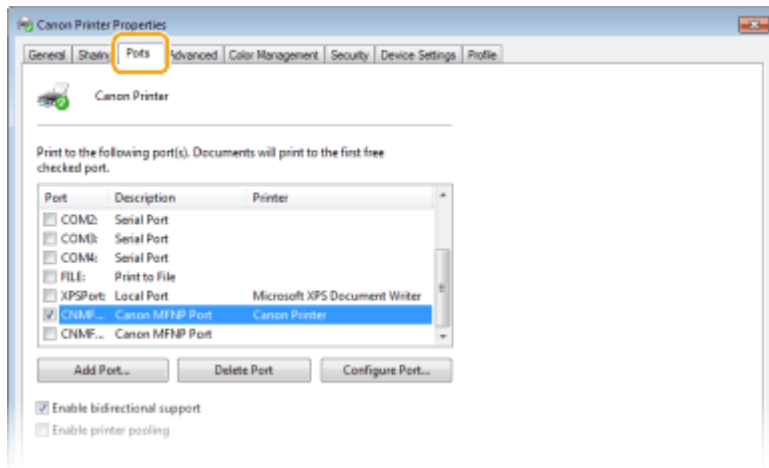 Canon Printer Properties
General Sharing Ports Advanced Color Management Security Device Settings Profile
Canon Printer
Print to the following port(s). Documents will print to the first free
checked port.
Port Description Printer
COM2: Serial Port
COM3: Serial Port
COM4: Serial Port
FILE: Print to File
XPSPort: Local Port Microsoft XPS Document Writer
CNMF... Canon MFNP Port Canon Printer
CNMF... Canon MFNP Port
Add Port... Delete Port Configure Port...
Enable bidirectional support
Enable printer pooling